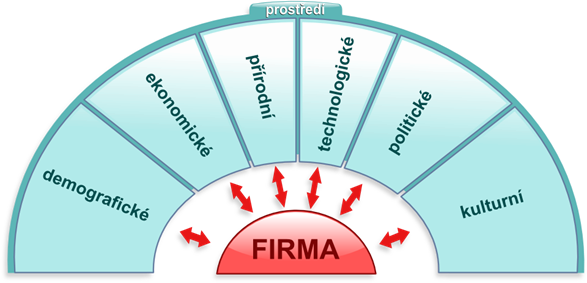 prostředí
demografické
ekonomické
přírodní
technologické
politické
kulturní
FIRMA